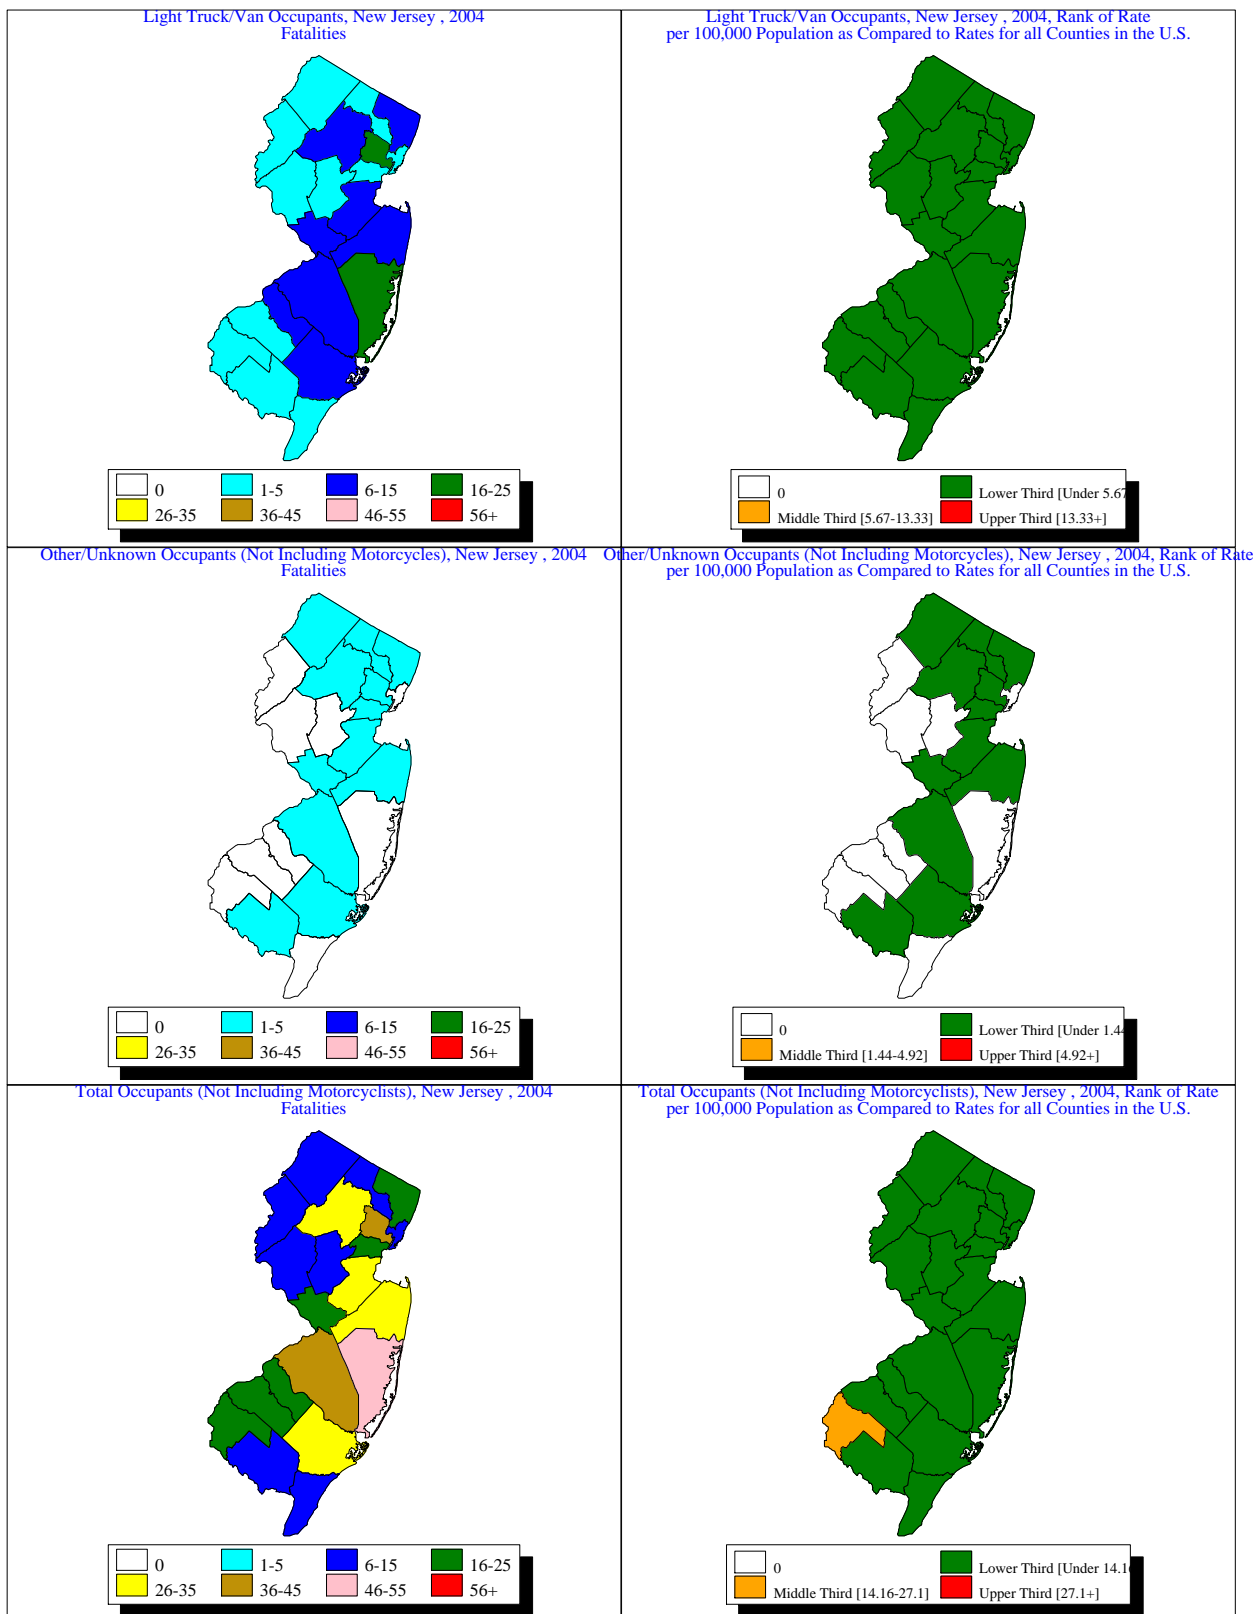 Light Truck/Van Occupants, New Jersey , 2004
Fatalities
0
1-5
6-15
16-25
26-35
36-45
46-55
56+
Light Truck/Van Occupants, New Jersey , 2004, Rank of Rate
per 100,000 Population as Compared to Rates for all Counties in the U.S.
0
Lower Third [Under 5.67
Middle Third [5.67-13.33]
Upper Third [13.33+]
Other/Unknown Occupants (Not Including Motorcycles), New Jersey , 2004
Fatalities
0
1-5
6-15
16-25
26-35
36-45
46-55
56+
Other/Unknown Occupants (Not Including Motorcycles), New Jersey , 2004, Rank of Rate
per 100,000 Population as Compared to Rates for all Counties in the U.S.
0
Lower Third [Under 1.44
Middle Third [1.44-4.92]
Upper Third [4.92+]
Total Occupants (Not Including Motorcyclists), New Jersey , 2004
Fatalities
0
1-5
6-15
16-25
26-35
36-45
46-55
56+
Total Occupants (Not Including Motorcyclists), New Jersey , 2004, Rank of Rate
per 100,000 Population as Compared to Rates for all Counties in the U.S.
0
Lower Third [Under 14.16
Middle Third [14.16-27.1]
Upper Third [27.1+]